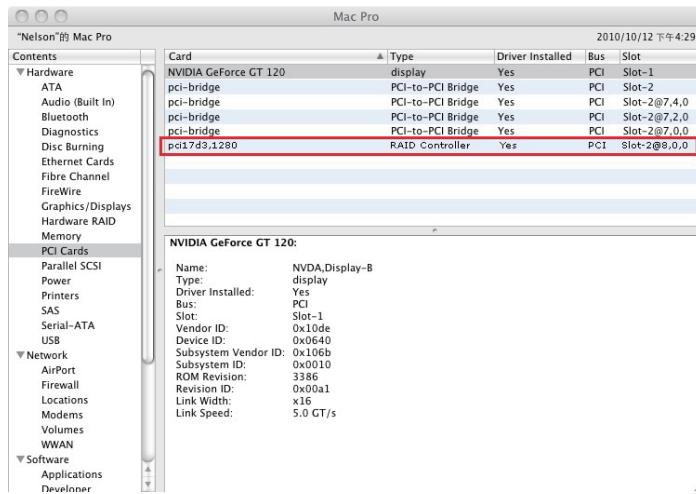 Mac Pro
"Nelson"的 Mac Pro 2010/10/12 下午4:29
Contents
Hardware
ATA
Audio (Built In)
Bluetooth
Diagnostics
Disc Burning
Ethernet Cards
Fibre Channel
FireWire
Graphics/Displays
Hardware RAID
Memory
PCI Cards
Parallel SCSI
Power
Printers
SAS
Serial-ATA
USB
Network
AirPort
Firewall
Locations
Modems
Volumes
WWAN
Software
Applications
Developer
Card Type Driver Installed Bus Slot
NVIDIA GeForce GT 120 display Yes PCI Slot-1
pci-bridge PCI-to-PCI Bridge Yes PCI Slot-2
pci-bridge PCI-to-PCI Bridge Yes PCI Slot-2@7,4,0
pci-bridge PCI-to-PCI Bridge Yes PCI Slot-2@7,2,0
pci-bridge PCI-to-PCI Bridge Yes PCI Slot-2@7,0,0
pci17d3,1280 RAID Controller Yes PCI Slot-2@8,0,0
NVIDIA GeForce GT 120:
Name: NVDA,Display-B
Type: display
Driver Installed: Yes
Bus: PCI
Slot: Slot-1
Vendor ID: 0x10de
Device ID: 0x0640
Subsystem Vendor ID: 0x106b
Subsystem ID: 0x0010
ROM Revision: 3386
Revision ID: 0x00a1
Link Width: x16
Link Speed: 5.0 GT/s